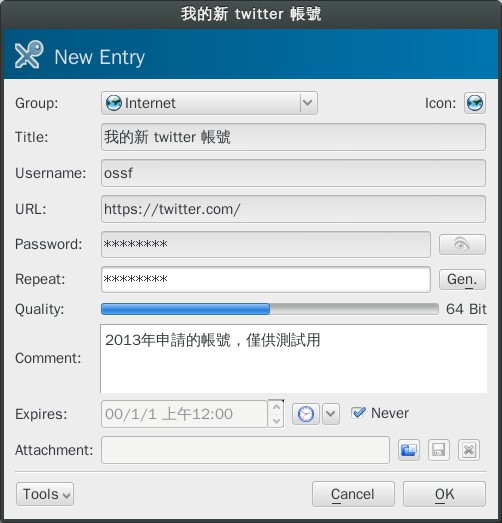 我的新 twitter 帳號
New Entry
Group: Internet Icon:
Title: 我的新 twitter 帳號
Username: ossf
URL: https://twitter.com/
Password: ********
Repeat: ******** Gen.
Quality: 64 Bit
Comment: 2013年申請的帳號，僅供測試用
Expires: 00/1/1 上午12:00 Never
Attachment:
Tools Cancel OK